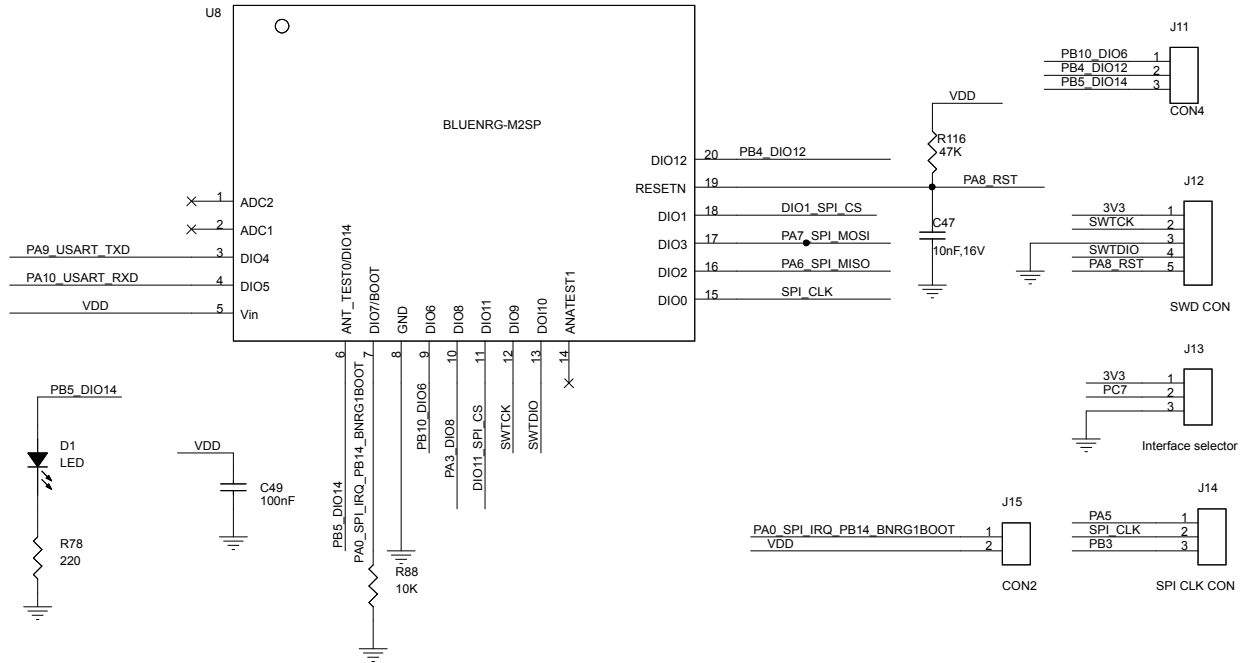 U8
BLUENRG-M2SP
1 ADC2
2 ADC1
PA9_USART_TXD 3 DIO4
PA10_USART_RXD 4 DIO5
VDD 5 Vin
DIO12 20 PB4_DIO12
RESETN 19 PA8_RST
DIO1 18 DIO1_SPI_CS
DIO3 17 PA7_SPI_MOSI
DIO2 16 PA6_SPI_MISO
DIO0 15 SPI_CLK
ANT_TEST0/DIO14 6 PB5_DIO14
DIO7/BOOT 7 PA0_SPI_IRQ_PB14_BNRG1BOOT
GND 8
DIO6 9 PB10_DIO6
DIO8 10 PA3_DIO8
DIO11 11 DIO11_SPI_CS
DIO9 12 SWTCK
DOI10 13 SWTDIO
ANATEST1 14
VDD
R116
47K
C47
10nF,16V
PB5_DIO14
D1
LED
R78
220
VDD
C49
100nF
R88
10K
J11
PB10_DIO6 1
PB4_DIO12 2
PB5_DIO14 3
CON4
J12
3V3 1
SWTCK 2
3
SWTDIO 4
PA8_RST 5
SWD CON
J13
3V3 1
PC7 2
3
Interface selector
J15
PA0_SPI_IRQ_PB14_BNRG1BOOT 1
VDD 2
CON2
J14
PA5 1
SPI_CLK 2
PB3 3
SPI CLK CON